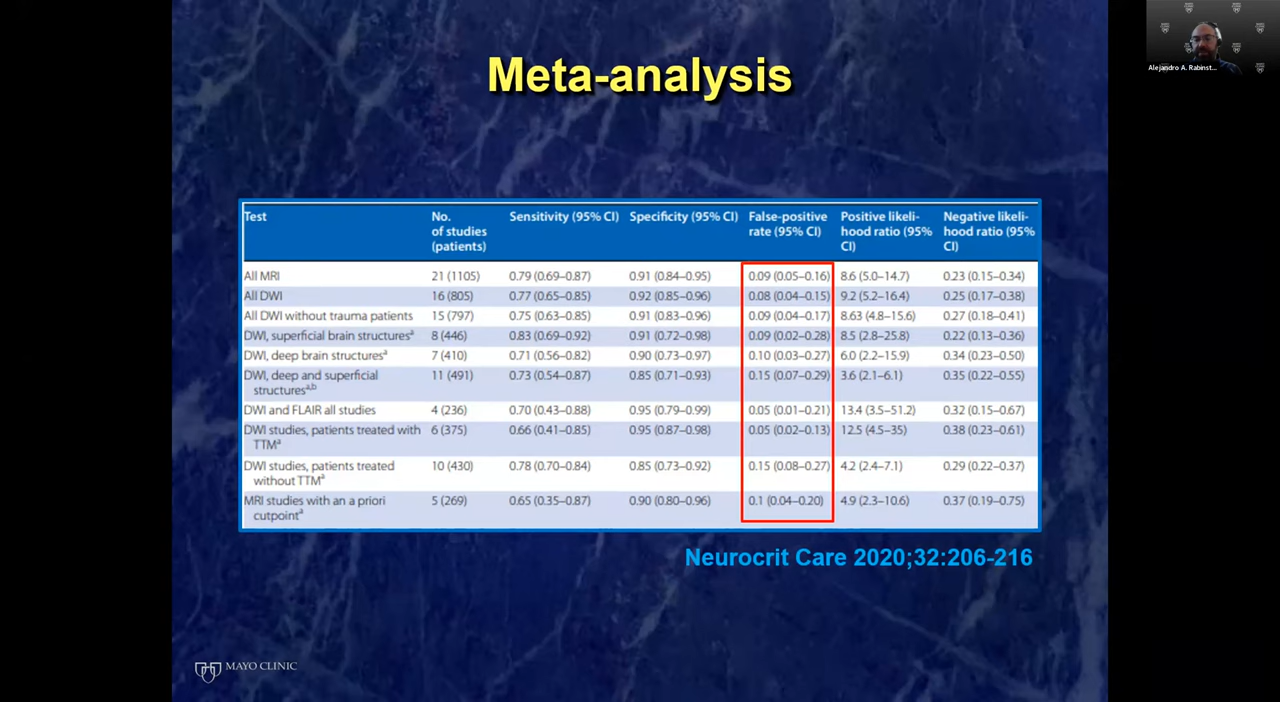 Meta-analysis
Alejandro A. Rabinst...
Test No. of studies (patients) Sensitivity (95% CI) Specificity (95% CI) False-positive rate (95% CI) Positive likeli-hood ratio (95% CI) Negative likeli-hood ratio (95% CI)
All MRI 21 (1105) 0.79 (0.69–0.87) 0.91 (0.84–0.95) 0.09 (0.05–0.16) 8.6 (5.0–14.7) 0.23 (0.15–0.34)
All DWI 16 (805) 0.77 (0.65–0.85) 0.92 (0.85–0.96) 0.08 (0.04–0.15) 9.2 (5.2–16.4) 0.25 (0.17–0.38)
All DWI without trauma patients 15 (797) 0.75 (0.63–0.85) 0.91 (0.83–0.96) 0.09 (0.04–0.17) 8.63 (4.8–15.6) 0.27 (0.18–0.41)
DWI, superficial brain structuresᵃ 8 (446) 0.83 (0.69–0.92) 0.91 (0.72–0.98) 0.09 (0.02–0.28) 8.5 (2.8–25.8) 0.22 (0.13–0.36)
DWI, deep brain structuresᵃ 7 (410) 0.71 (0.56–0.82) 0.90 (0.73–0.97) 0.10 (0.03–0.27) 6.0 (2.2–15.9) 0.34 (0.23–0.50)
DWI, deep and superficial structuresᵃ,ᵇ 11 (491) 0.73 (0.54–0.87) 0.85 (0.71–0.93) 0.15 (0.07–0.29) 3.6 (2.1–6.1) 0.35 (0.22–0.55)
DWI and FLAIR all studies 4 (236) 0.70 (0.43–0.88) 0.95 (0.79–0.99) 0.05 (0.01–0.21) 13.4 (3.5–51.2) 0.32 (0.15–0.67)
DWI studies, patients treated with TTMᵃ 6 (375) 0.66 (0.41–0.85) 0.95 (0.87–0.98) 0.05 (0.02–0.13) 12.5 (4.5–35) 0.38 (0.23–0.61)
DWI studies, patients treated without TTMᵃ 10 (430) 0.78 (0.70–0.84) 0.85 (0.73–0.92) 0.15 (0.08–0.27) 4.2 (2.4–7.1) 0.29 (0.22–0.37)
MRI studies with an a priori cutpointᵃ 5 (269) 0.65 (0.35–0.87) 0.90 (0.80–0.96) 0.1 (0.04–0.20) 4.9 (2.3–10.6) 0.37 (0.19–0.75)
Neurocrit Care 2020;32:206-216
MAYO CLINIC